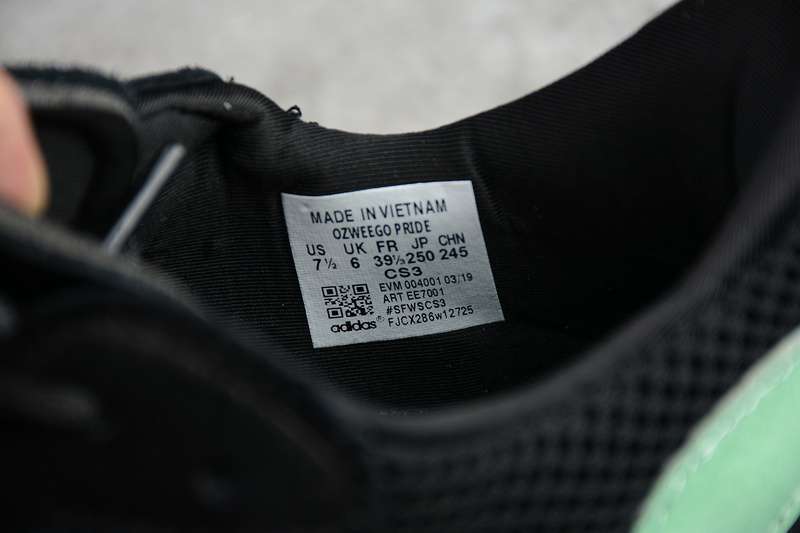 MADE IN VIETNAM
OZWEEGO PRIDE
US UK FR JP CHN
7½ 6 39⅓ 250 245
CS3
EVM 004001 03/19
ART EE7001
#SFWSCS3
adidas® FJCX286w12725